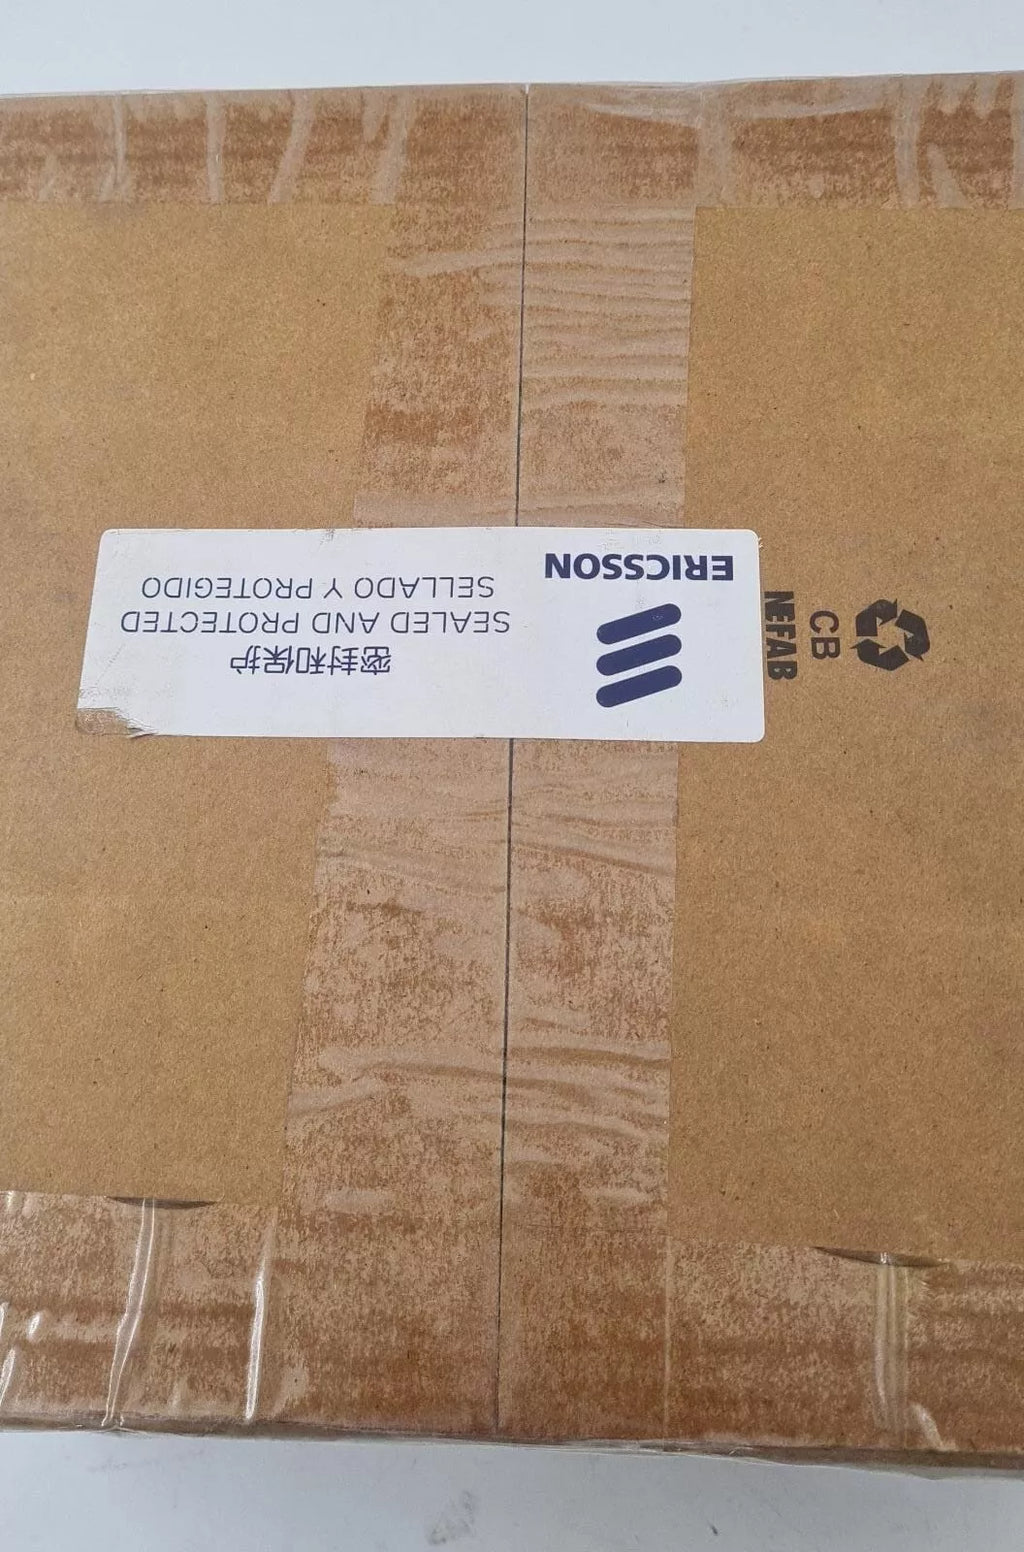 ERICSSON
密封和保护
SEALED AND PROTECTED
SELLADO Y PROTEGIDO
NEFAB
CB